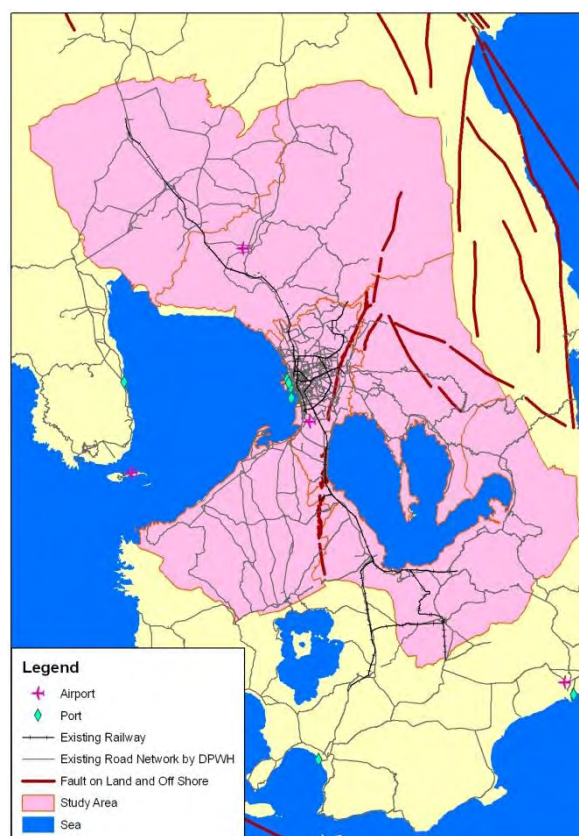 Legend
Airport
Port
Existing Railway
Existing Road Network by DPWH
Fault on Land and Off Shore
Study Area
Sea